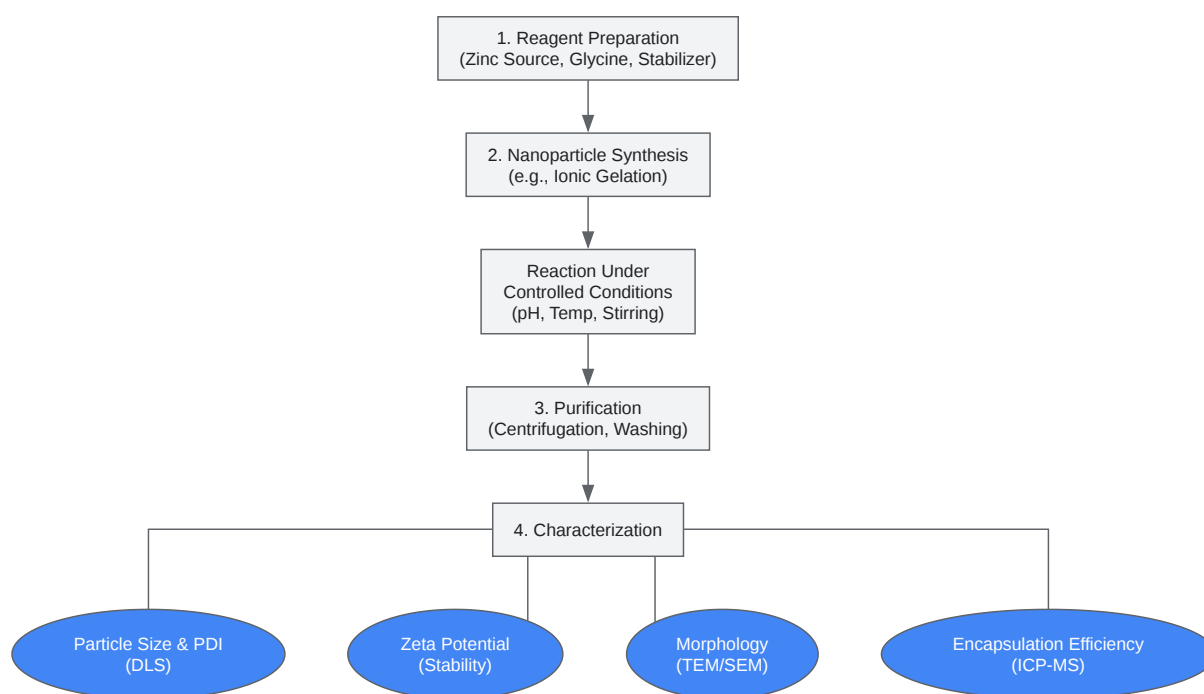 1. Reagent Preparation
(Zinc Source, Glycine, Stabilizer)
2. Nanoparticle Synthesis
(e.g., Ionic Gelation)
Reaction Under
Controlled Conditions
(pH, Temp, Stirring)
3. Purification
(Centrifugation, Washing)
4. Characterization
Particle Size & PDI
(DLS)
Zeta Potential
(Stability)
Morphology
(TEM/SEM)
Encapsulation Efficiency
(ICP-MS)